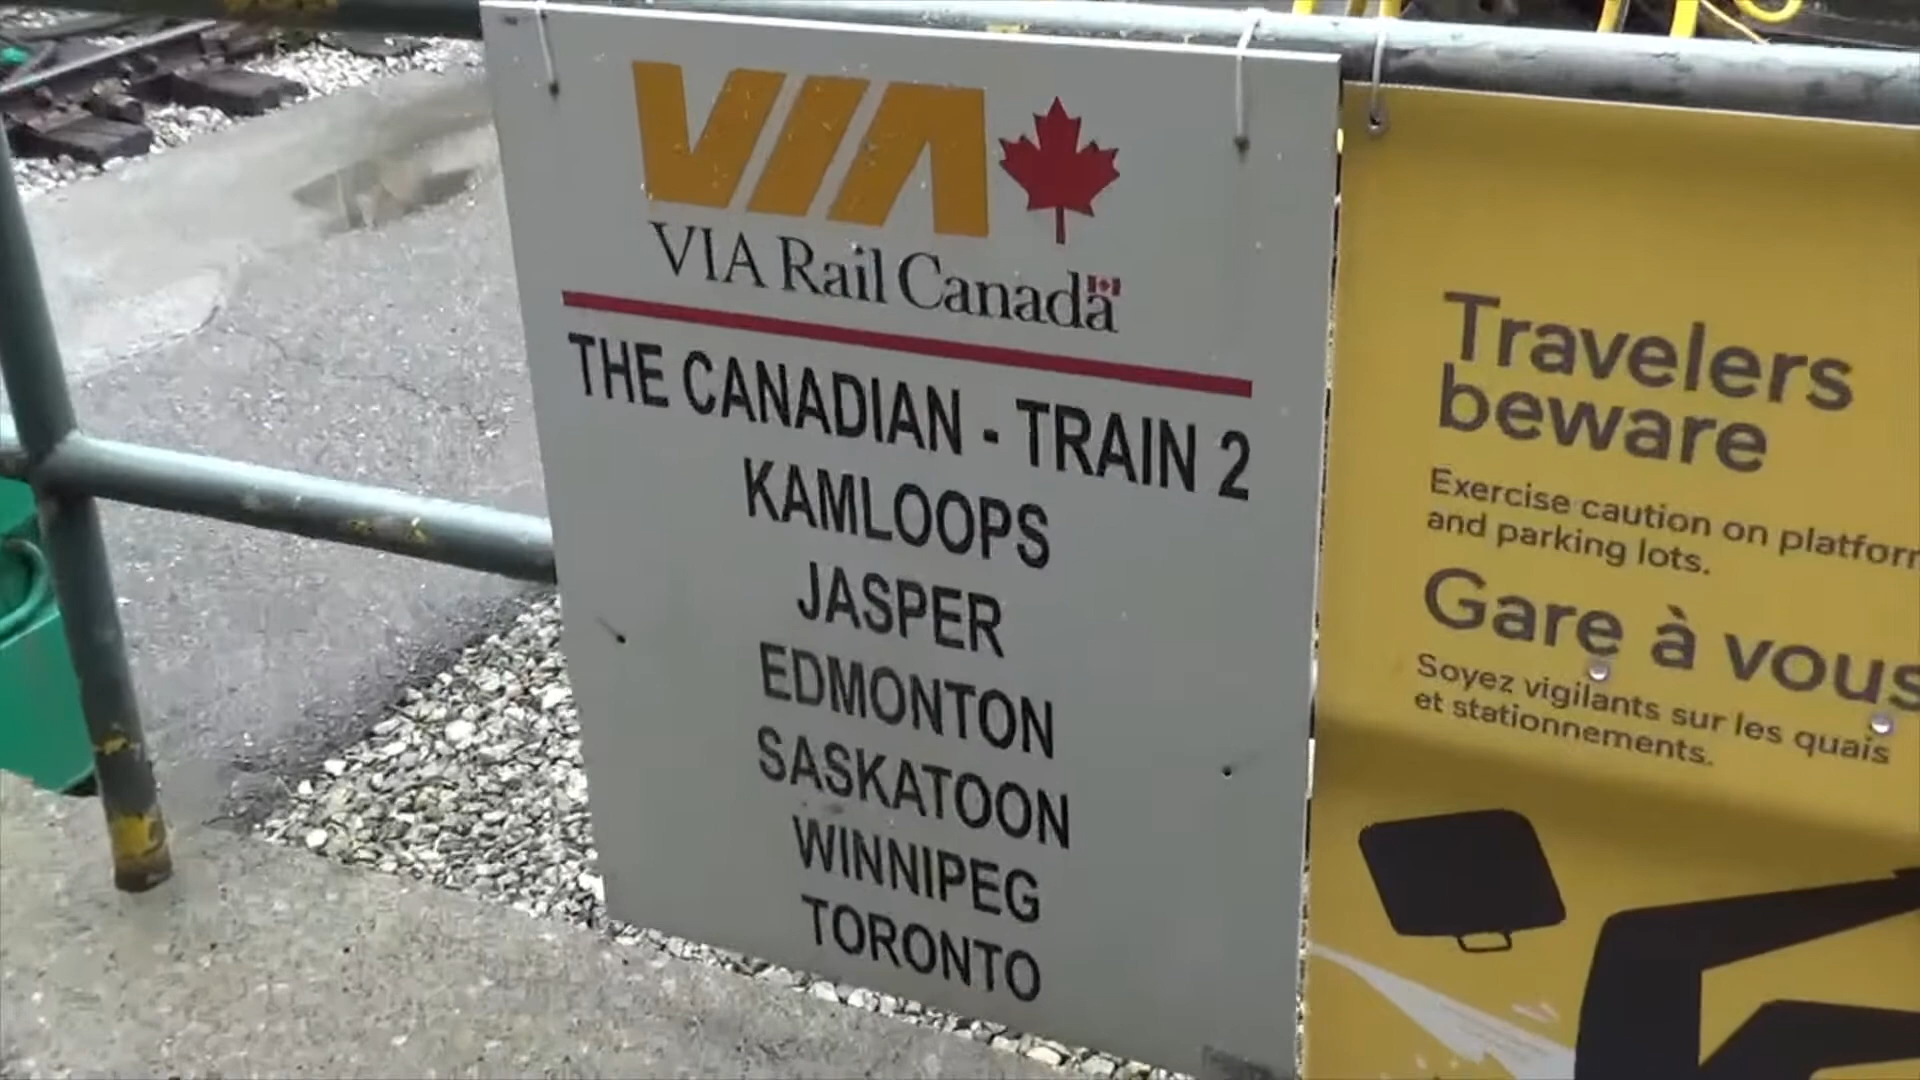 VIA
VIA Rail Canada
THE CANADIAN - TRAIN 2
KAMLOOPS
JASPER
EDMONTON
SASKATOON
WINNIPEG
TORONTO
Travelers
beware
Exercise caution on platform
and parking lots.
Gare à vous
Soyez vigilants sur les quais
et stationnements.